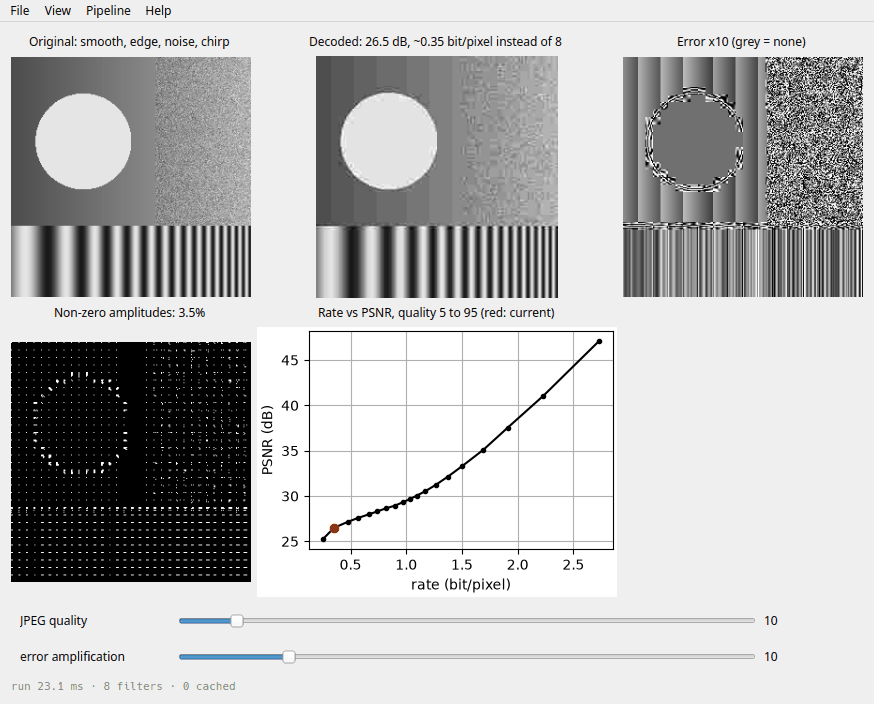 File View Pipeline Help
Original: smooth, edge, noise, chirp
Decoded: 26.5 dB, ~0.35 bit/pixel instead of 8
Error x10 (grey = none)
Non-zero amplitudes: 3.5%
Rate vs PSNR, quality 5 to 95 (red: current)
PSNR (dB)
45
40
35
30
25
0.5 1.0 1.5 2.0 2.5
rate (bit/pixel)
JPEG quality 10
error amplification 10
run 23.1 ms · 8 filters · 0 cached